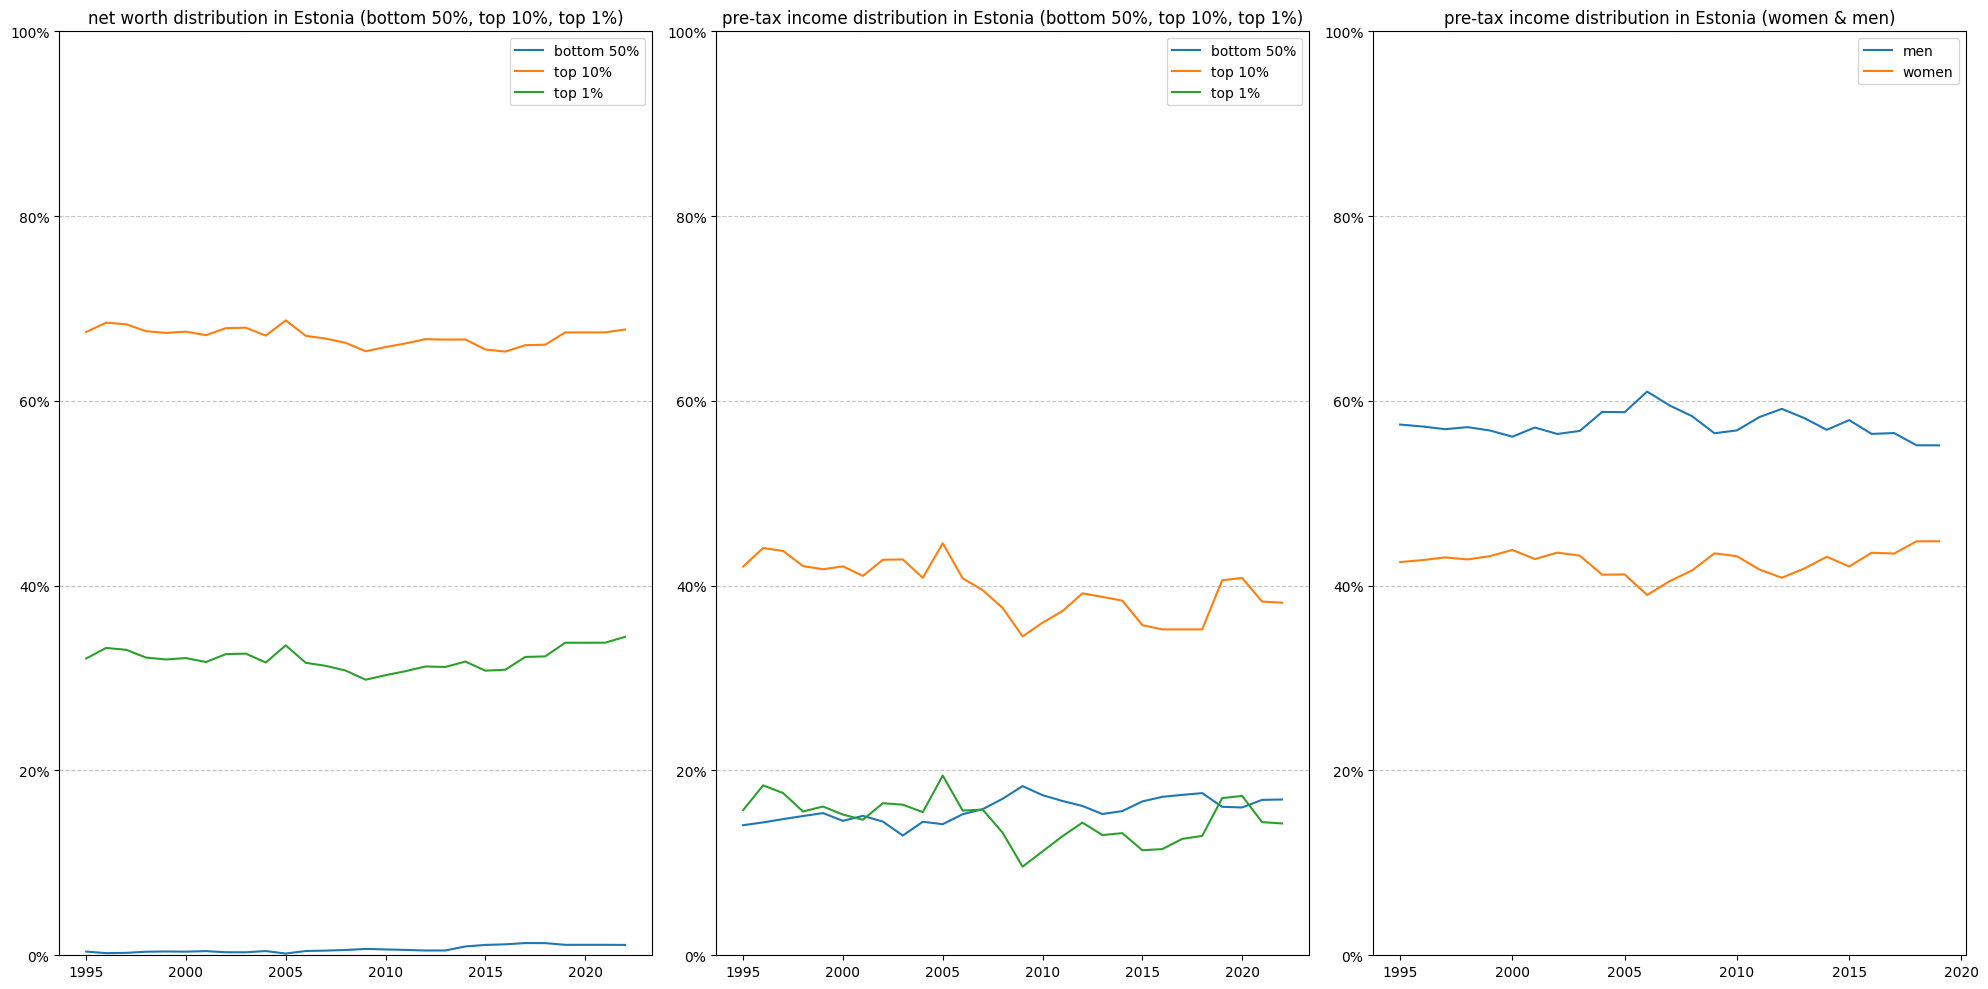 net worth distribution in Estonia (bottom 50%, top 10%, top 1%)
100%
80%
60%
40%
20%
0%
1995 2000 2005 2010 2015 2020
bottom 50%
top 10%
top 1%
pre-tax income distribution in Estonia (bottom 50%, top 10%, top 1%)
100%
80%
60%
40%
20%
0%
1995 2000 2005 2010 2015 2020
bottom 50%
top 10%
top 1%
pre-tax income distribution in Estonia (women & men)
100%
80%
60%
40%
20%
0%
1995 2000 2005 2010 2015 2020
men
women